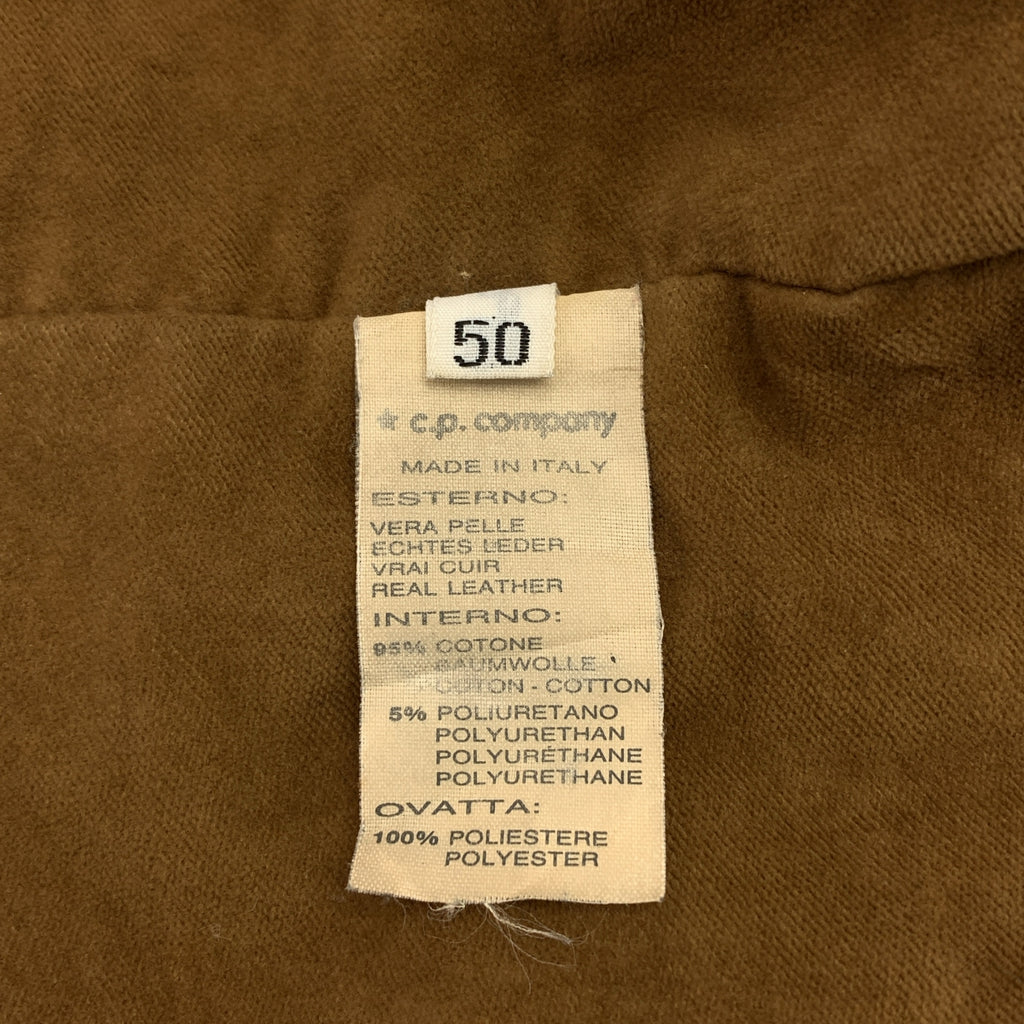 50
c.p. company
MADE IN ITALY
ESTERNO:
VERA PELLE
ECHTES LEDER
VRAI CUIR
REAL LEATHER
INTERNO:
95% COTONE
BAUMWOLLE
COTON - COTTON
5% POLIURETANO
POLYURETHAN
POLYURÉTHANE
POLYURETHANE
OVATTA:
100% POLIESTERE
POLYESTER